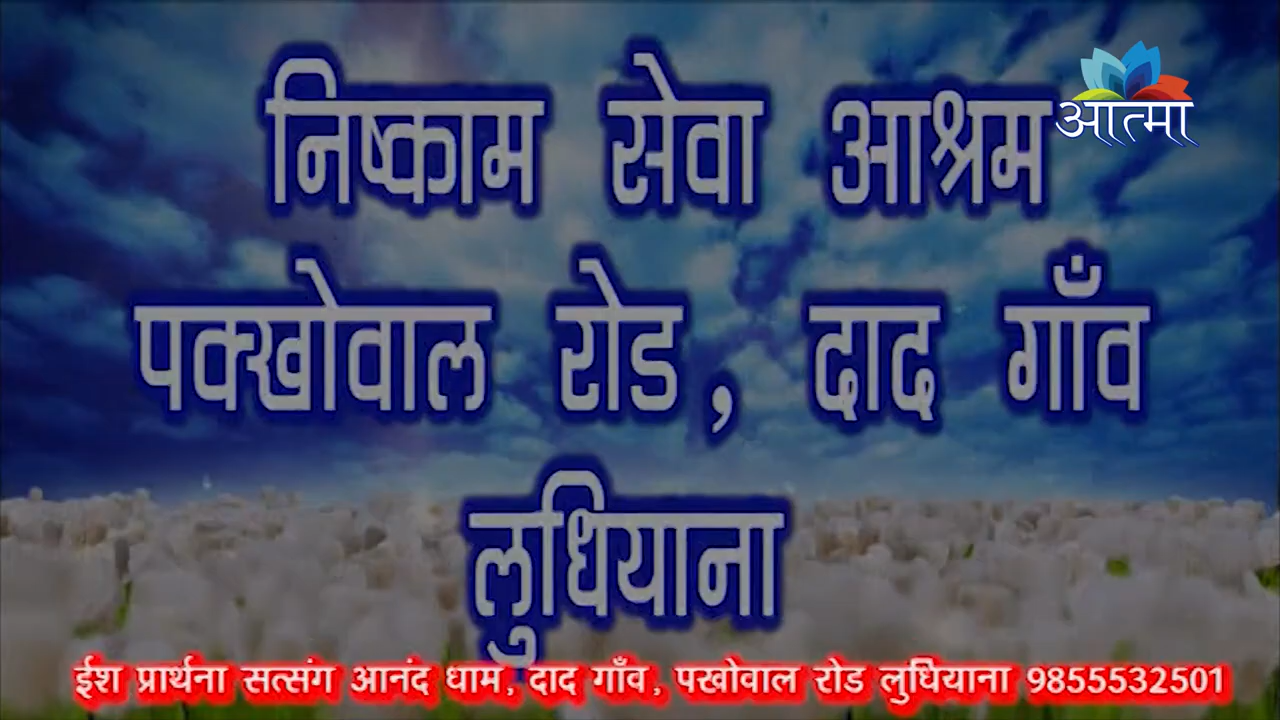 निष्काम सेवा आश्रम
आत्मा
पक्खोवाल रोड, दाद गाँव
लुधियाना
ईश प्रार्थना सत्संग आनंद धाम, दाद गाँव, पखोवाल रोड लुधियाना 9855532501